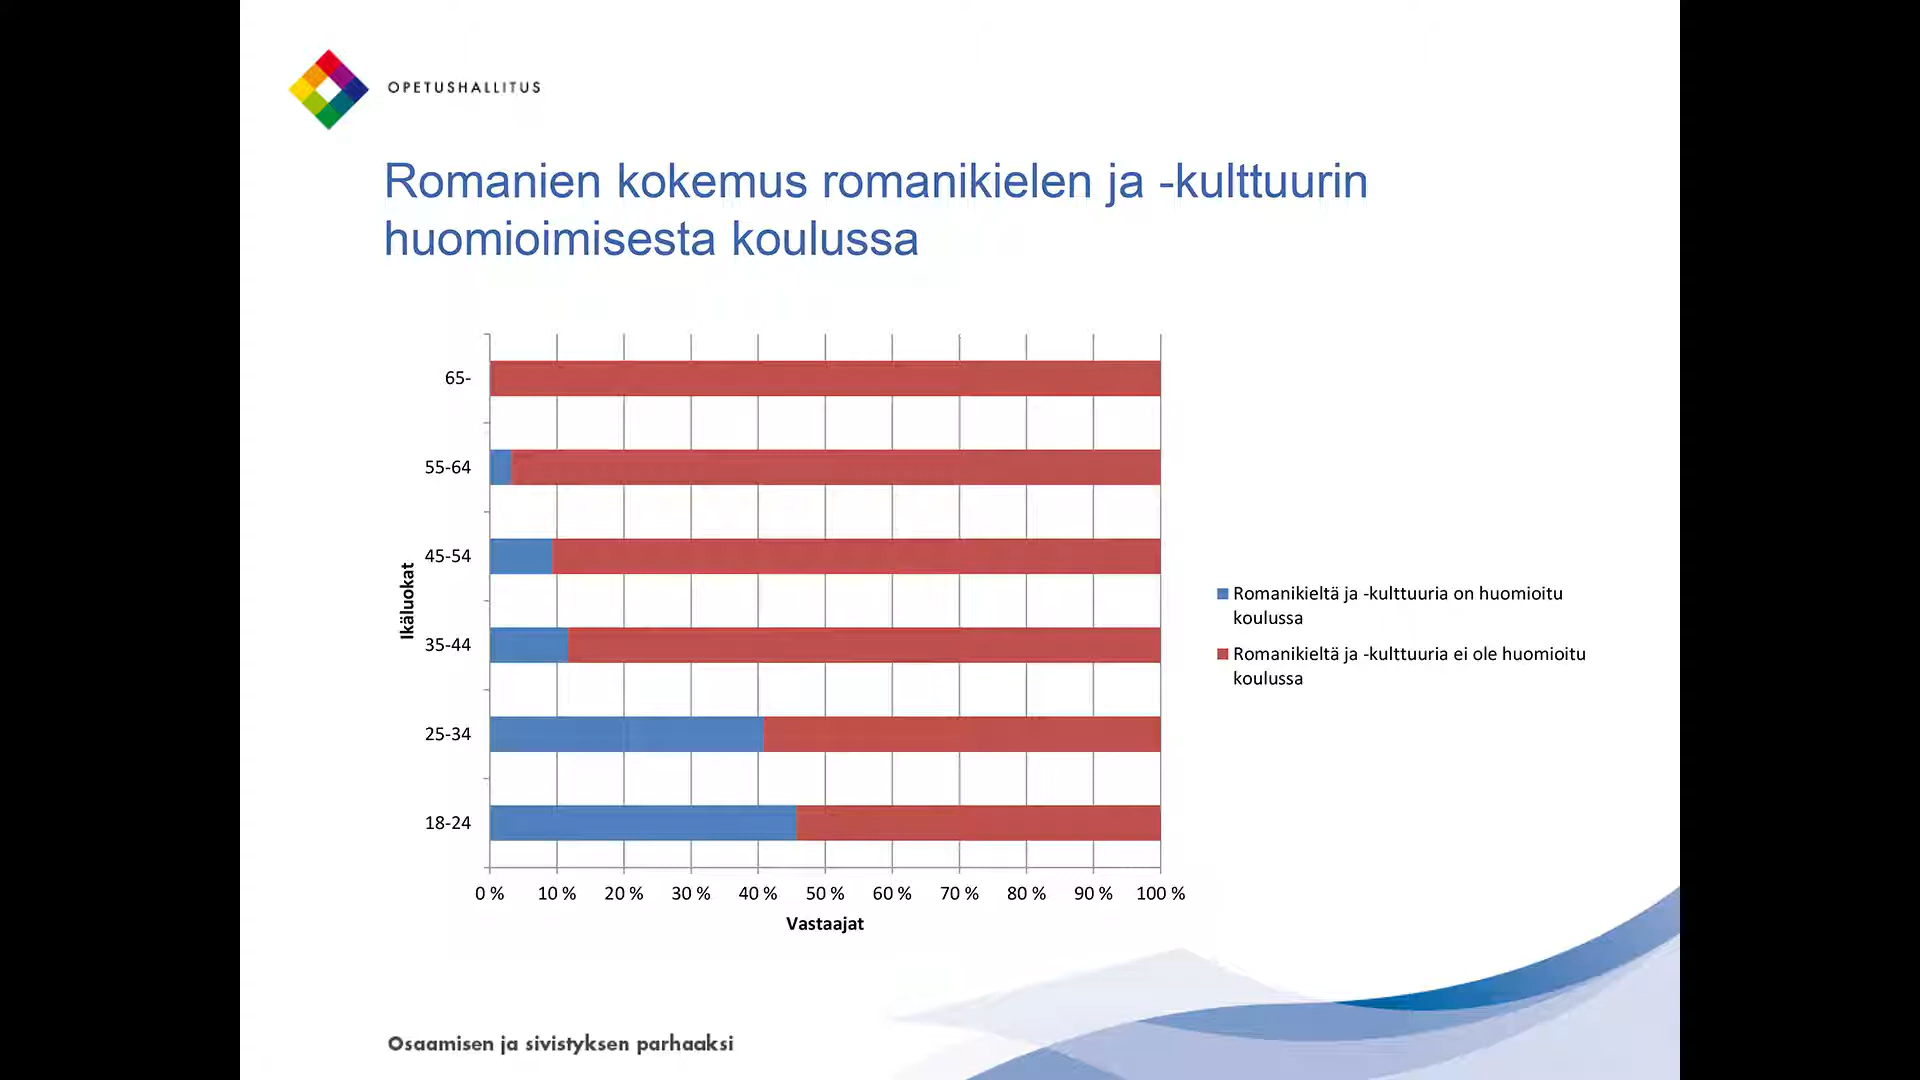 OPETUSHALLITUS
Romanien kokemus romanikielen ja -kulttuurin
huomioimisesta koulussa
65-
55-64
45-54
35-44
25-34
18-24
Ikäluokat
0 % 10 % 20 % 30 % 40 % 50 % 60 % 70 % 80 % 90 % 100 %
Vastaajat
Romanikieltä ja -kulttuuria on huomioitu
koulussa
Romanikieltä ja -kulttuuria ei ole huomioitu
koulussa
Osaamisen ja sivistyksen parhaaksi